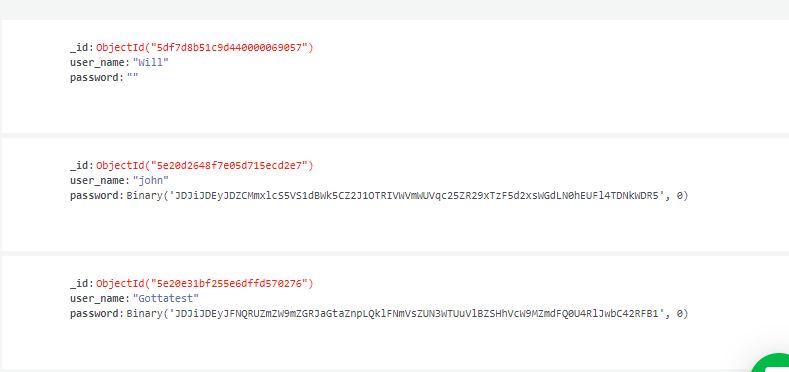 _id: ObjectId("5df7d8b51c9d440000069057")
user_name: "Will"
password: ""
_id: ObjectId("5e20d2648f7e05d715ecd2e7")
user_name: "john"
password: Binary('JDJiJDEyJDZCMmxlcS5VS1dBWk5CZ2J1OTRIVWVmWUVqc25ZR29xTzF5d2xsWGdLN0hEUFl4TDNkWDR5', 0)
_id: ObjectId("5e20e31bf255e6dffd570276")
user_name: "Gottatest"
password: Binary('JDJiJDEyJFNQRUZmZW9mZGRJaGtaZnpLQklFNmVsZUN3WTUuVlBZSHhVcW9MZmdFQ0U4RlJwbC42RFB1', 0)